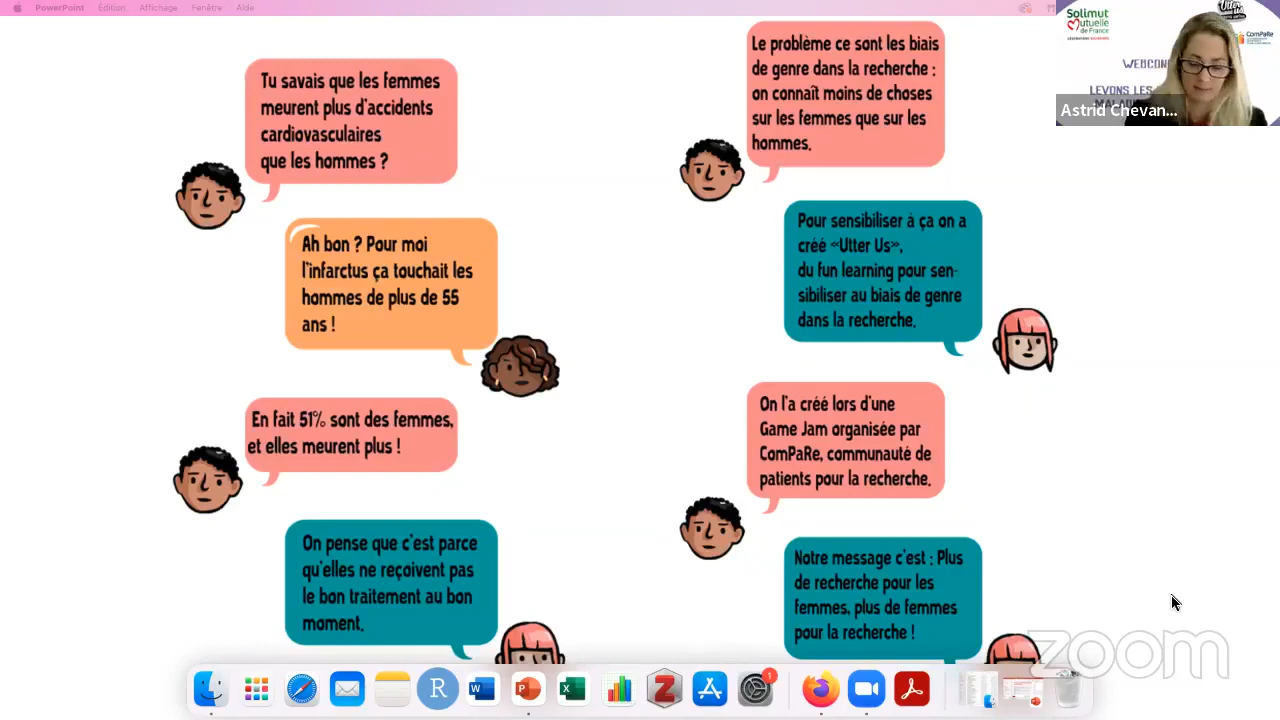 PowerPoint Édition Affichage Fenêtre Aide
Tu savais que les femmes
meurent plus d'accidents
cardiovasculaires
que les hommes ?
Ah bon ? Pour moi
l'infarctus ça touchait les
hommes de plus de 55
ans !
En fait 51% sont des femmes,
et elles meurent plus !
On pense que c'est parce
qu'elles ne reçoivent pas
le bon traitement au bon
moment.
Le problème ce sont les biais
de genre dans la recherche :
on connaît moins de choses
sur les femmes que sur les
hommes.
Pour sensibiliser à ça on a
créé «Utter Us»,
du fun learning pour sen-
sibiliser au biais de genre
dans la recherche.
On l'a créé lors d'une
Game Jam organisée par
ComPaRe, communauté de
patients pour la recherche.
Notre message c'est : Plus
de recherche pour les
femmes, plus de femmes
pour la recherche !
Solimut
Mutuelle
de France
Utter
ComPaRe
WEBCON
LEVONS LES
Astrid Chevan...
R
W
P
X
Z
1
zoom